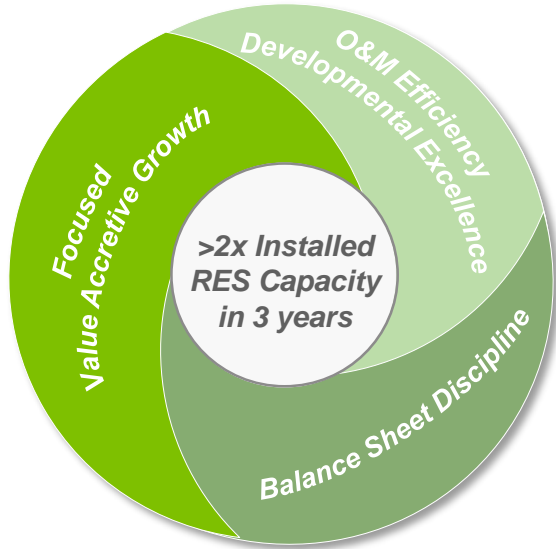 Focused
Value Accretive Growth
O&M Efficiency
Developmental Excellence
>2x Installed
RES Capacity
in 3 years
Balance Sheet Discipline